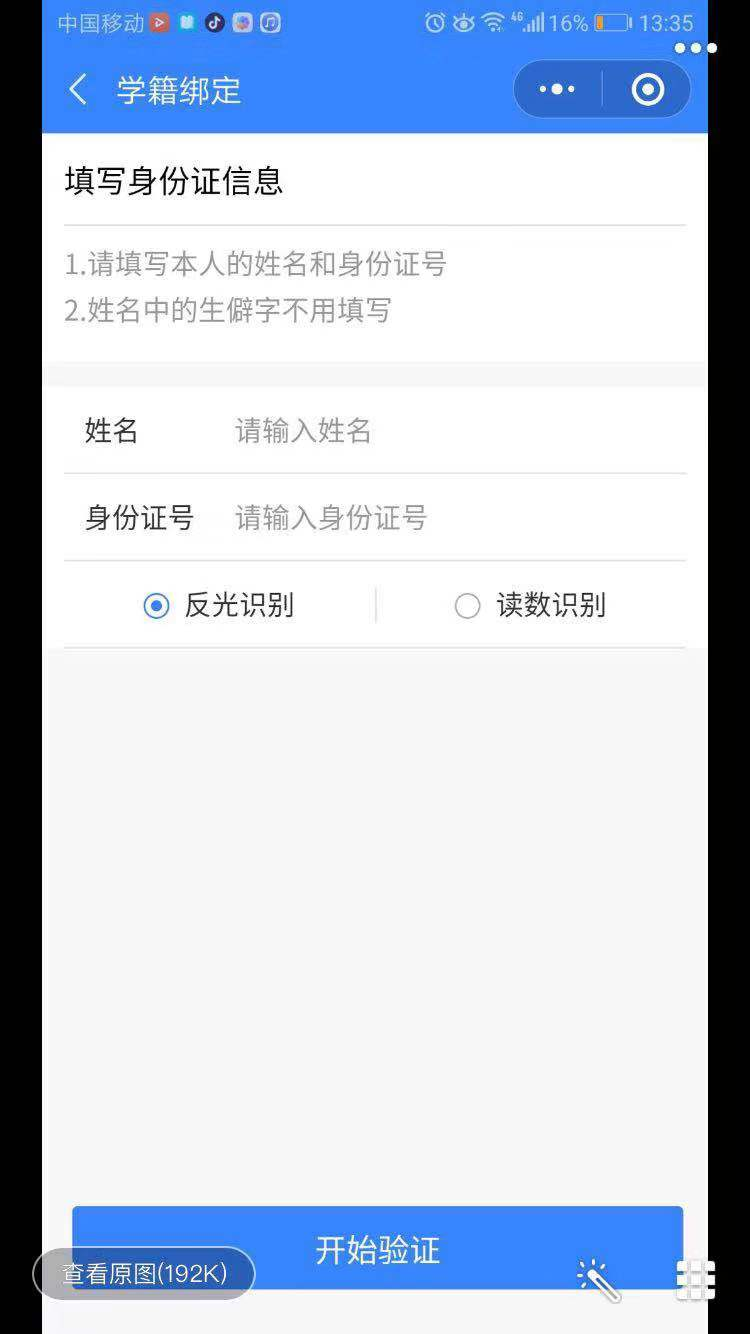 中国移动 4G 16% 13:35
学籍绑定
填写身份证信息
1.请填写本人的姓名和身份证号
2.姓名中的生僻字不用填写
姓名 请输入姓名
身份证号 请输入身份证号
反光识别 读数识别
开始验证
查看原图(192K)